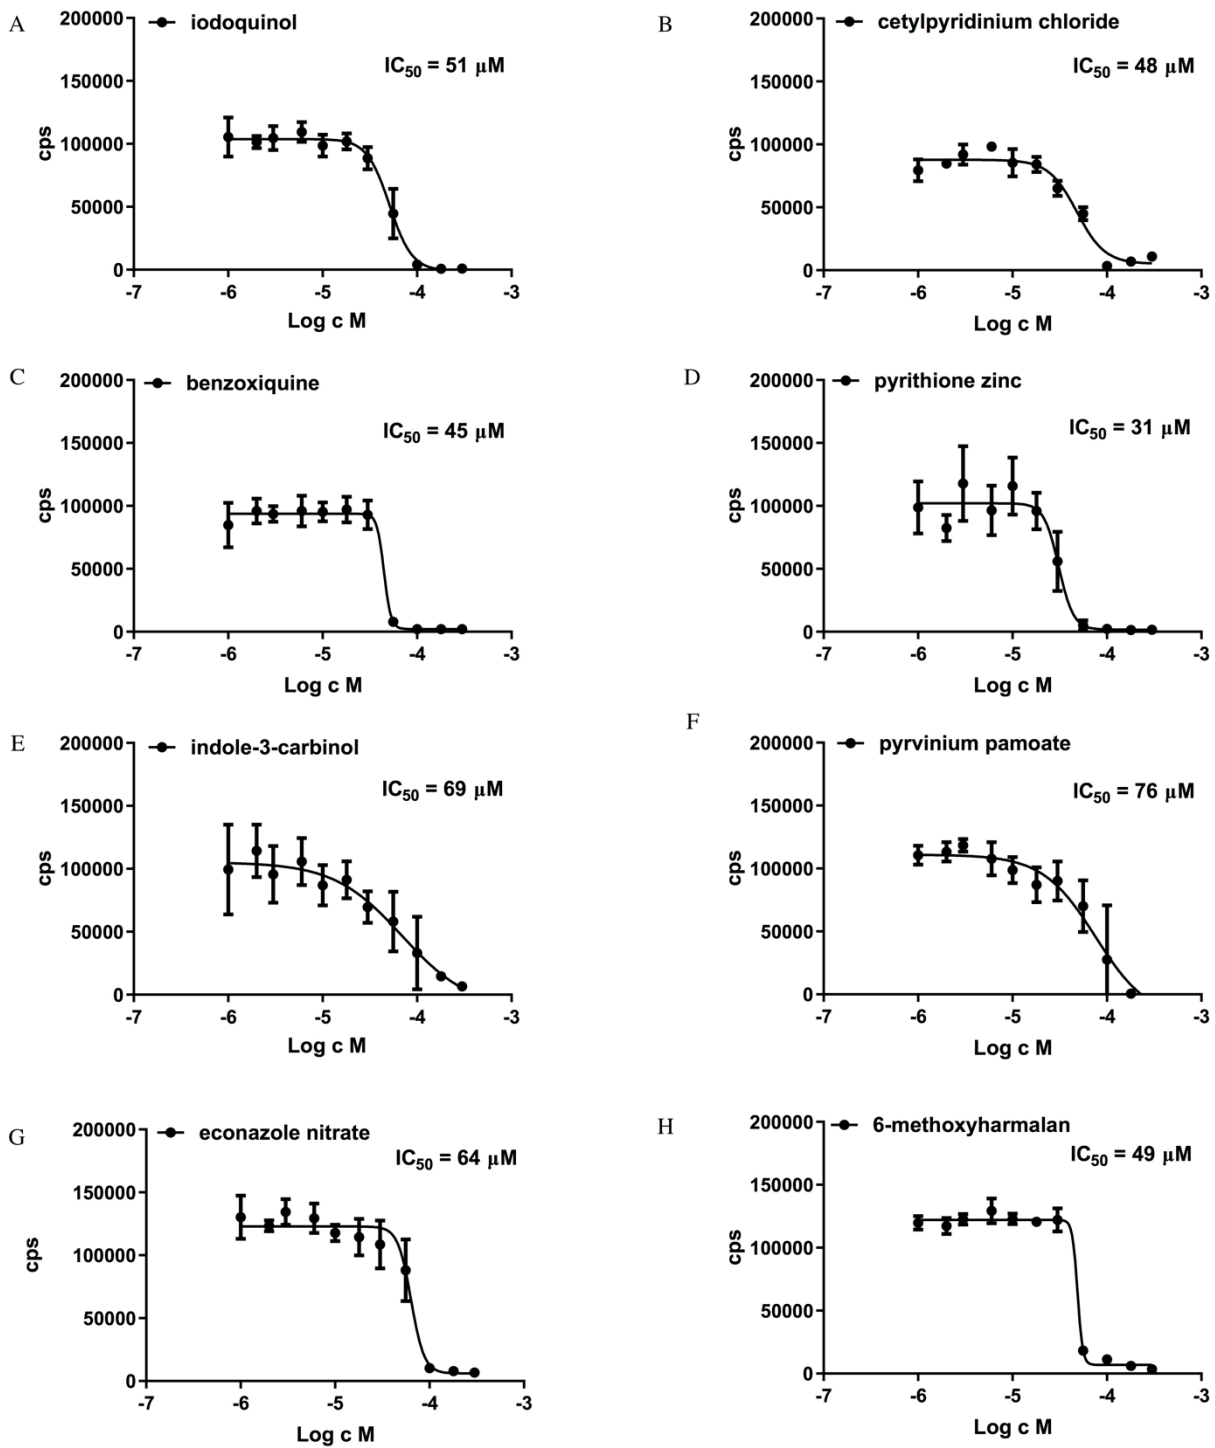 A
iodoquinol
IC50 = 51 µM
200000
150000
100000
50000
0
cps
-7 -6 -5 -4 -3
Log c M
B
cetylpyridinium chloride
IC50 = 48 µM
200000
150000
100000
50000
0
cps
-7 -6 -5 -4 -3
Log c M
C
benzoxiquine
IC50 = 45 µM
200000
150000
100000
50000
0
cps
-7 -6 -5 -4 -3
Log c M
D
pyrithione zinc
IC50 = 31 µM
200000
150000
100000
50000
0
cps
-7 -6 -5 -4 -3
Log c M
E
indole-3-carbinol
IC50 = 69 µM
200000
150000
100000
50000
0
cps
-7 -6 -5 -4 -3
Log c M
F
pyrvinium pamoate
IC50 = 76 µM
200000
150000
100000
50000
0
cps
-7 -6 -5 -4 -3
Log c M
G
econazole nitrate
IC50 = 64 µM
200000
150000
100000
50000
0
cps
-7 -6 -5 -4 -3
Log c M
H
6-methoxyharmalan
IC50 = 49 µM
200000
150000
100000
50000
0
cps
-7 -6 -5 -4 -3
Log c M